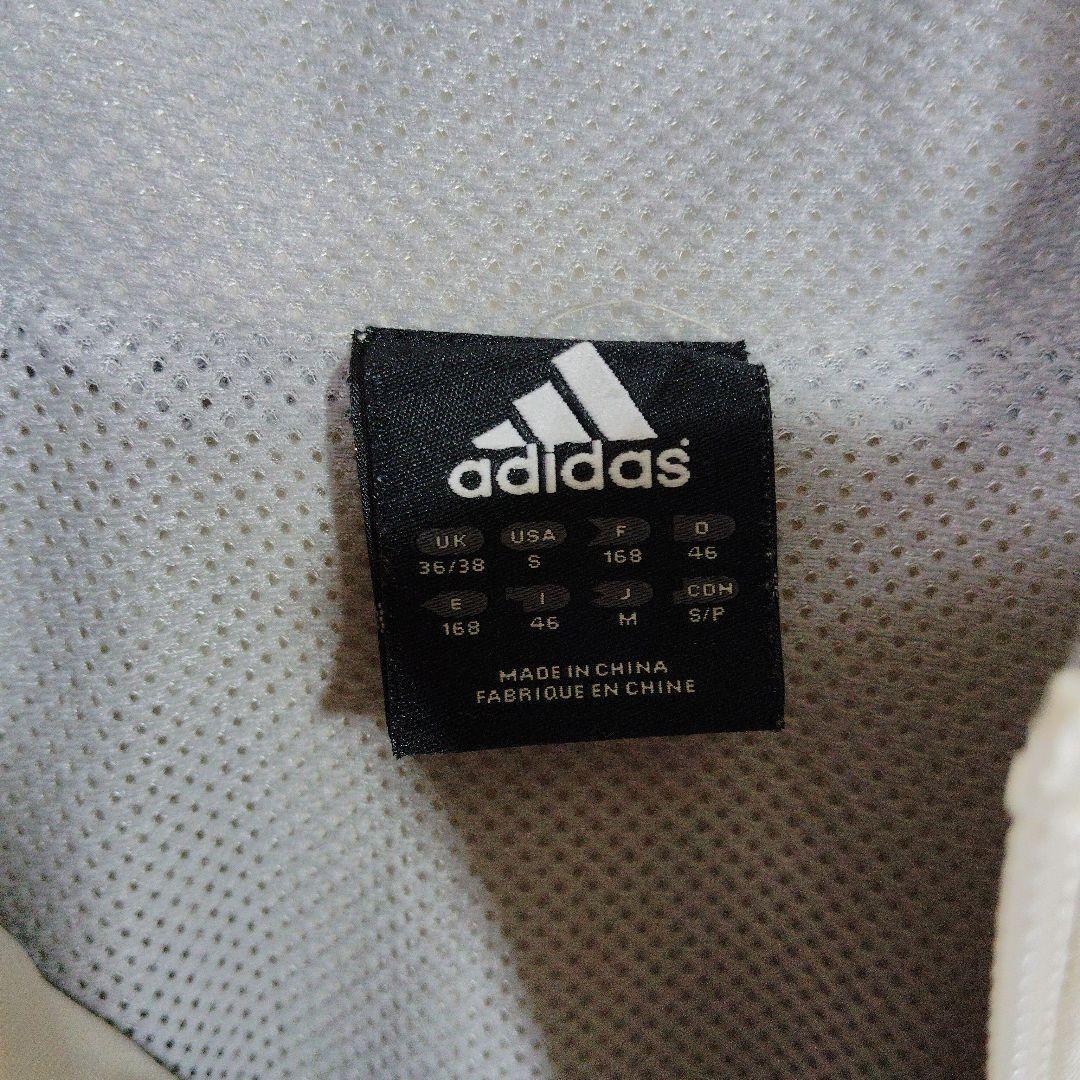 adidas
UK USA F D
36/38 S 168 46
E I J CDN
168 46 M S/P
MADE IN CHINA
FABRIQUE EN CHINE